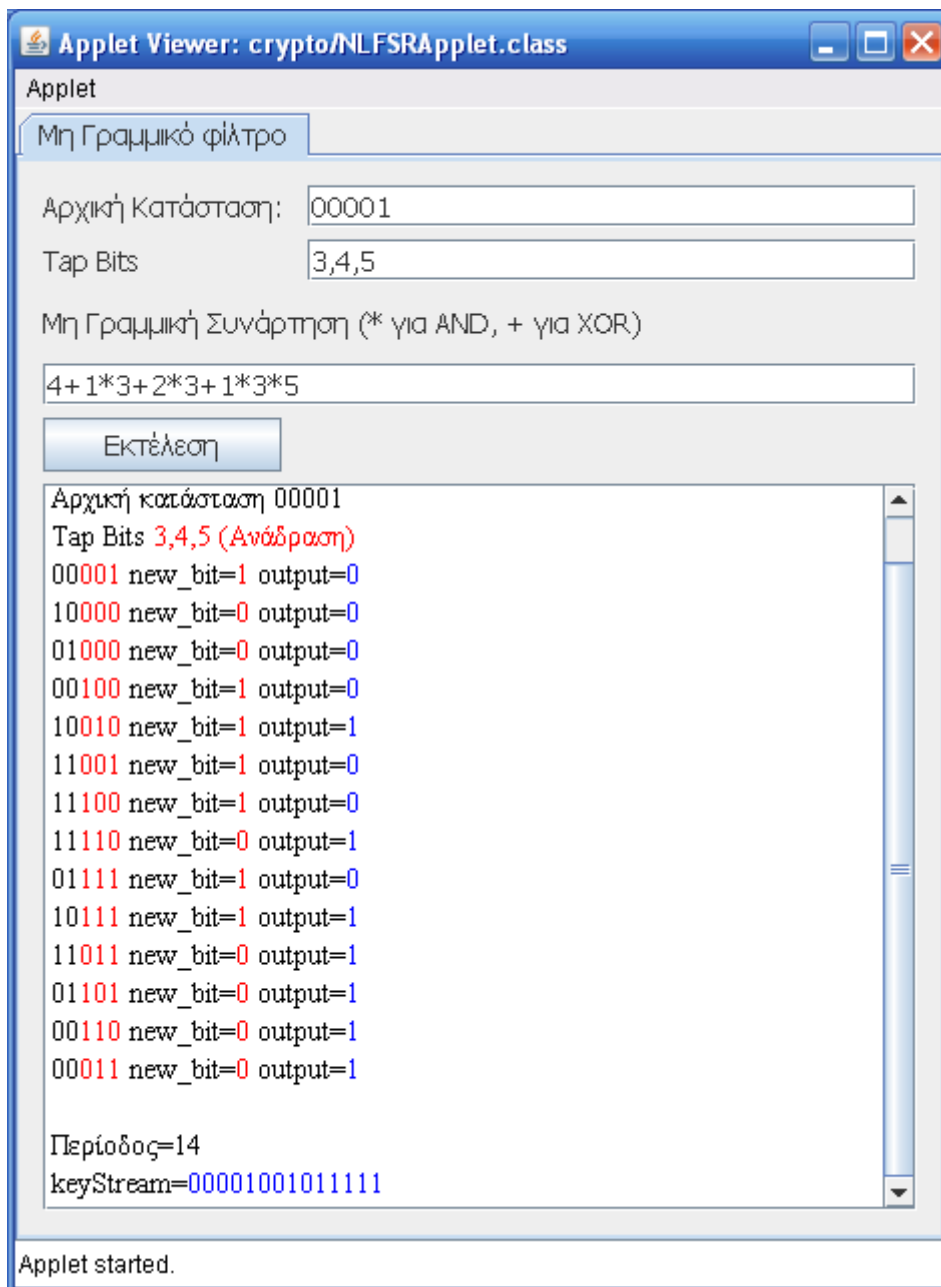 Applet Viewer: crypto/NLFSRApplet.class
Applet
Μη Γραμμικό φίλτρο
Αρχική Κατάσταση: 00001
Tap Bits 3,4,5
Μη Γραμμική Συνάρτηση (* για AND, + για XOR)
4+1*3+2*3+1*3*5
Εκτέλεση
Αρχική κατάσταση 00001
Tap Bits 3,4,5 (Ανάδραση)
00001 new_bit=1 output=0
10000 new_bit=0 output=0
01000 new_bit=0 output=0
00100 new_bit=1 output=0
10010 new_bit=1 output=1
11001 new_bit=1 output=0
11100 new_bit=1 output=0
11110 new_bit=0 output=1
01111 new_bit=1 output=0
10111 new_bit=1 output=1
11011 new_bit=0 output=1
01101 new_bit=0 output=1
00110 new_bit=0 output=1
00011 new_bit=0 output=1
Περίοδος=14
keyStream=00001001011111
Applet started.